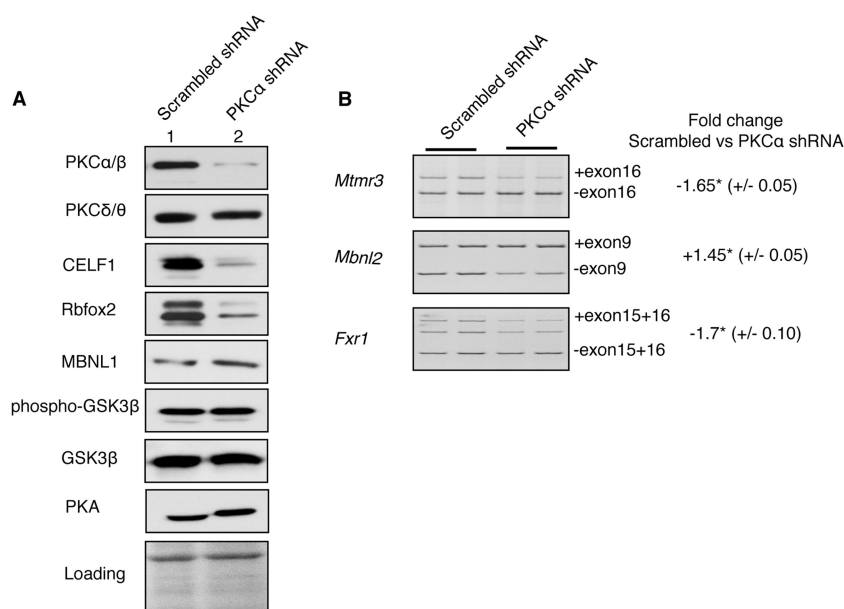 A
Scrambled shRNA
PKCα shRNA
1
2
PKCα/β
PKCδ/θ
CELF1
Rbfox2
MBNL1
phospho-GSK3β
GSK3β
PKA
Loading
B
Scrambled shRNA
PKCα shRNA
Fold change
Scrambled vs PKCα shRNA
Mtmr3
+exon16
-exon16
-1.65* (+/- 0.05)
Mbnl2
+exon9
-exon9
+1.45* (+/- 0.05)
Fxr1
+exon15+16
-exon15+16
-1.7* (+/- 0.10)